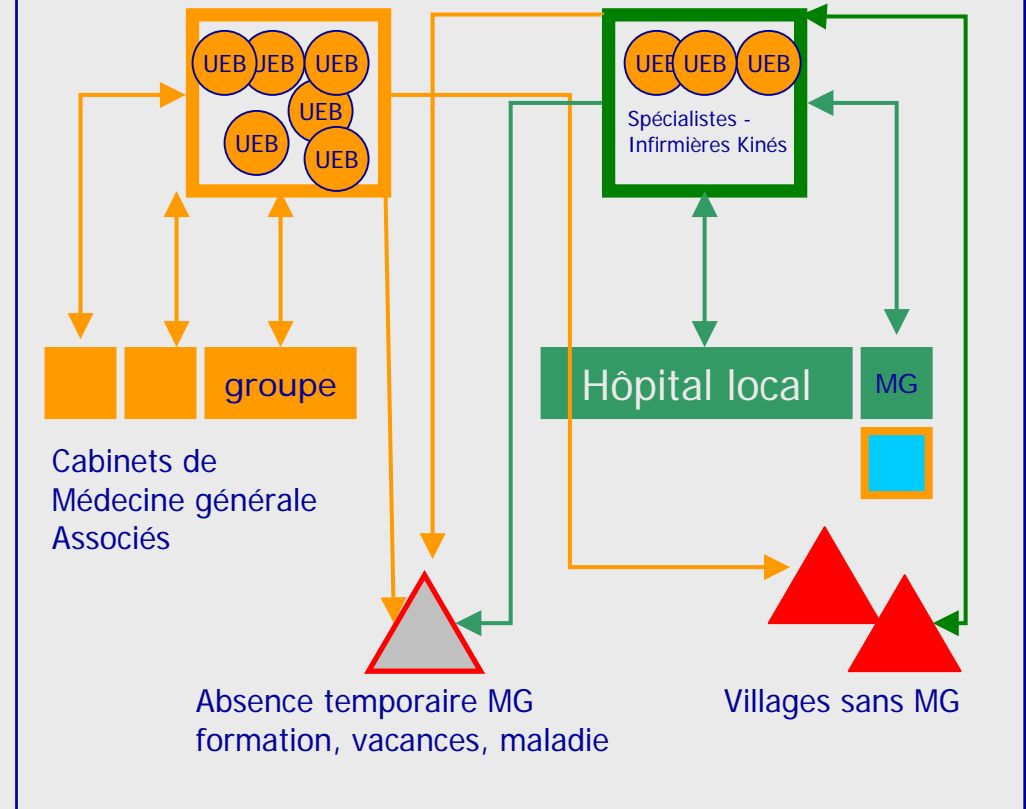 UEB UEB UEB
UEB
UEB
UEB
UEB UEB UEB
Spécialistes -
Infirmières Kinés
groupe
Hôpital local
MG
Cabinets de
Médecine générale
Associés
Absence temporaire MG
formation, vacances, maladie
Villages sans MG